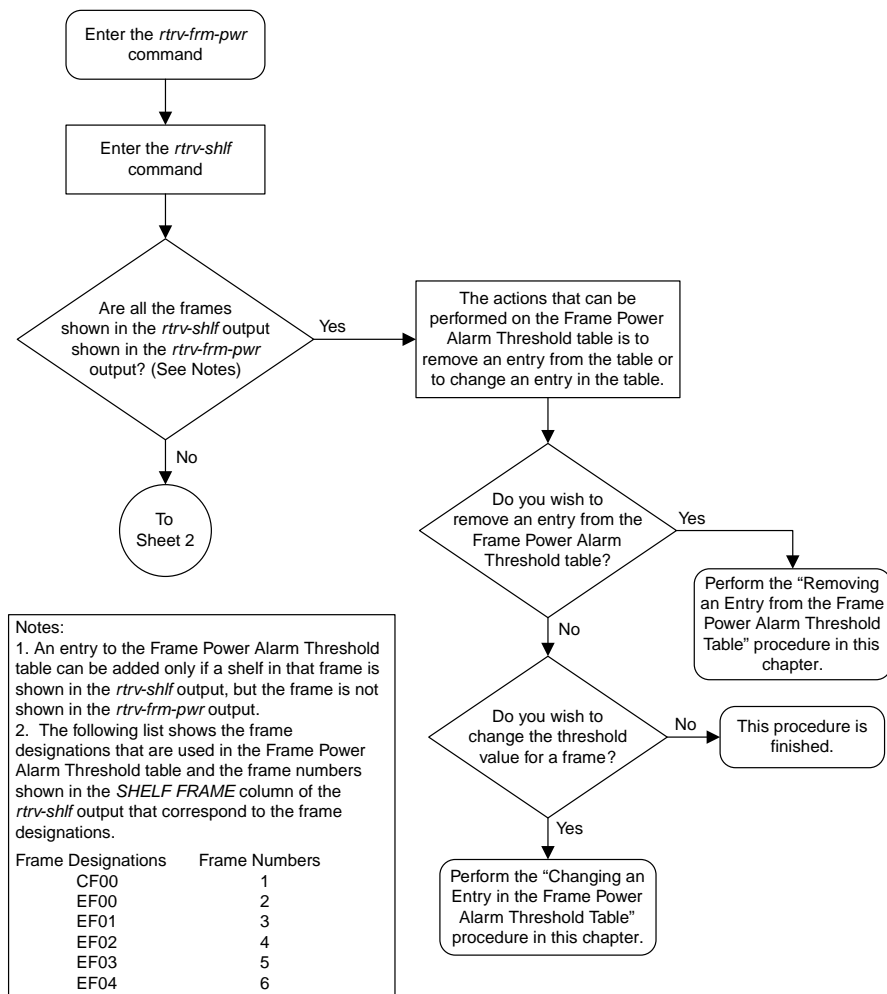 Enter the rtrv-frm-pwr
command
Enter the rtrv-shlf
command
Are all the frames
shown in the rtrv-shlf output
shown in the rtrv-frm-pwr
output? (See Notes)
Yes
The actions that can be
performed on the Frame Power
Alarm Threshold table is to
remove an entry from the table or
to change an entry in the table.
No
To
Sheet 2
Do you wish to
remove an entry from the
Frame Power Alarm
Threshold table?
Yes
Perform the “Removing
an Entry from the Frame
Power Alarm Threshold
Table” procedure in this
chapter.
No
Do you wish to
change the threshold
value for a frame?
No
This procedure is
finished.
Yes
Perform the “Changing an
Entry in the Frame Power
Alarm Threshold Table”
procedure in this chapter.
Notes:
1. An entry to the Frame Power Alarm Threshold
table can be added only if a shelf in that frame is
shown in the rtrv-shlf output, but the frame is not
shown in the rtrv-frm-pwr output.
2. The following list shows the frame
designations that are used in the Frame Power
Alarm Threshold table and the frame numbers
shown in the SHELF FRAME column of the
rtrv-shlf output that correspond to the frame
designations.
Frame Designations Frame Numbers
CF00 1
EF00 2
EF01 3
EF02 4
EF03 5
EF04 6